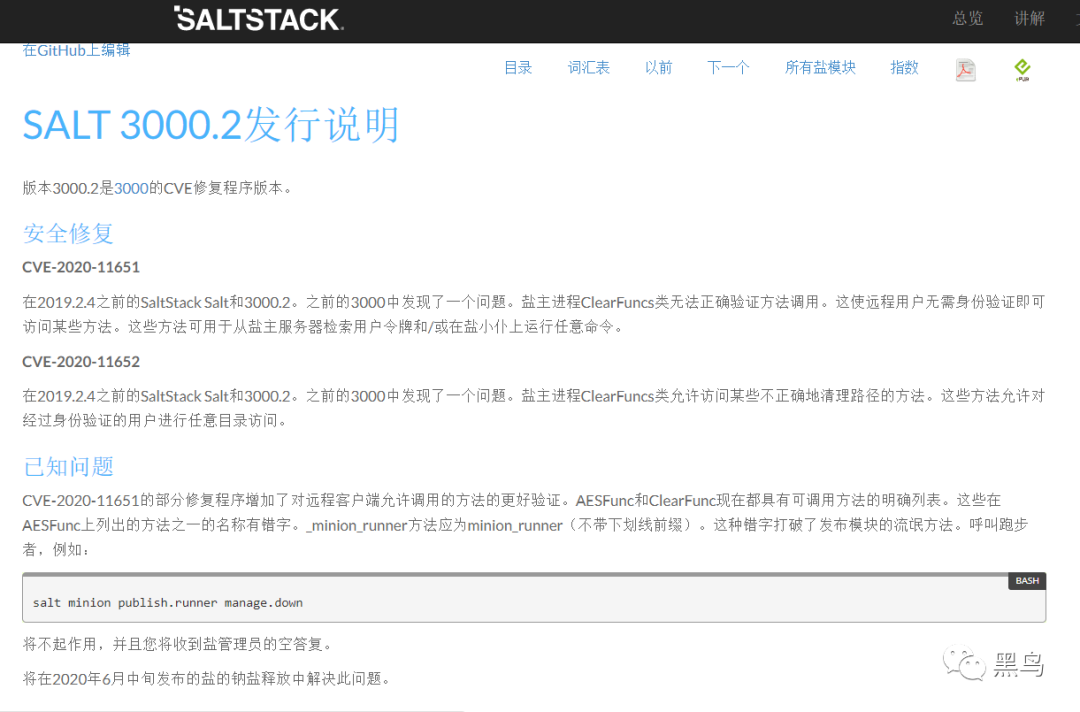 SALTSTACK.
总览 讲解
在GitHub上编辑
目录 词汇表 以前 下一个 所有盐模块 指数
SALT 3000.2发行说明
版本3000.2是3000的CVE修复程序版本。
安全修复
CVE-2020-11651
在2019.2.4之前的SaltStack Salt和3000.2。之前的3000中发现了一个问题。盐主进程ClearFuncs类无法正确验证方法调用。这使远程用户无需身份验证即可
访问某些方法。这些方法可用于从盐主服务器检索用户令牌和/或在盐小仆上运行任意命令。
CVE-2020-11652
在2019.2.4之前的SaltStack Salt和3000.2。之前的3000中发现了一个问题。盐主进程ClearFuncs类允许访问某些不正确地清理路径的方法。这些方法允许对
经过身份验证的用户进行任意目录访问。
已知问题
CVE-2020-11651的部分修复程序增加了对远程客户端允许调用的方法的更好验证。AESFunc和ClearFunc现在都具有可调用方法的明确列表。这些在
AESFunc上列出的方法之一的名称有错字。_minion_runner方法应为minion_runner（不带下划线前缀）。这种错字打破了发布模块的流氓方法。呼叫跑步
者，例如：
BASH
salt minion publish.runner manage.down
将不起作用，并且您将收到盐管理员的空答复。
将在2020年6月中旬发布的盐的钠盐释放中解决此问题。
黑鸟